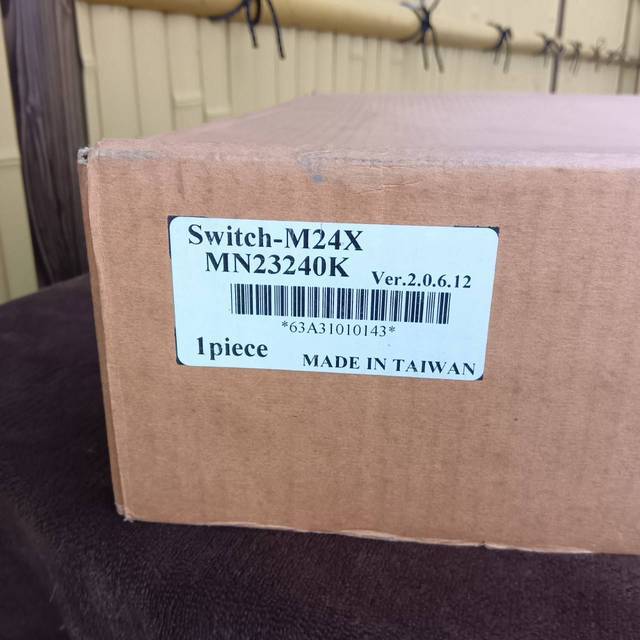 Switch-M24X
MN23240K Ver.2.0.6.12
*63A31010143*
1piece MADE IN TAIWAN